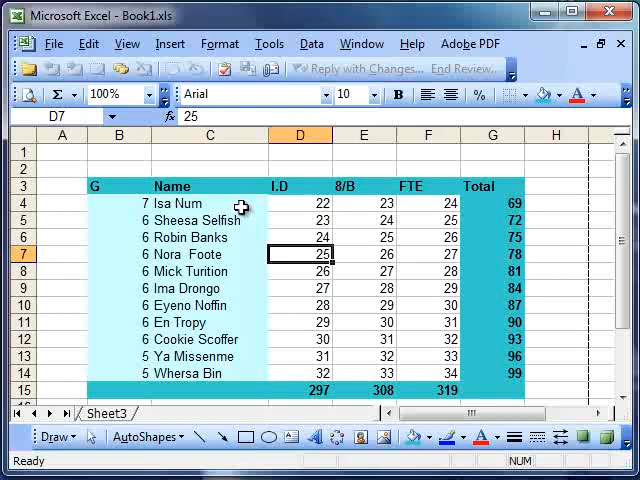 Microsoft Excel - Book1.xls
File Edit View Insert Format Tools Data Window Help Adobe PDF
Reply with Changes... End Review...
Σ 100% Arial 10 B %  A
D7 fx 25
A B C D E F G H
1
2
3 G Name I.D 8/B FTE Total
4 7 Isa Num 22 23 24 69
5 6 Sheesa Selfish 23 24 25 72
6 6 Robin Banks 24 25 26 75
7 6 Nora Foote 25 26 27 78
8 6 Mick Turition 26 27 28 81
9 6 Ima Drongo 27 28 29 84
10 6 Eyeno Noffin 28 29 30 87
11 6 En Tropy 29 30 31 90
12 6 Cookie Scoffer 30 31 32 93
13 5 Ya Missenme 31 32 33 96
14 5 Whersa Bin 32 33 34 99
15 297 308 319
Sheet3
Draw AutoShapes A A
Ready NUM